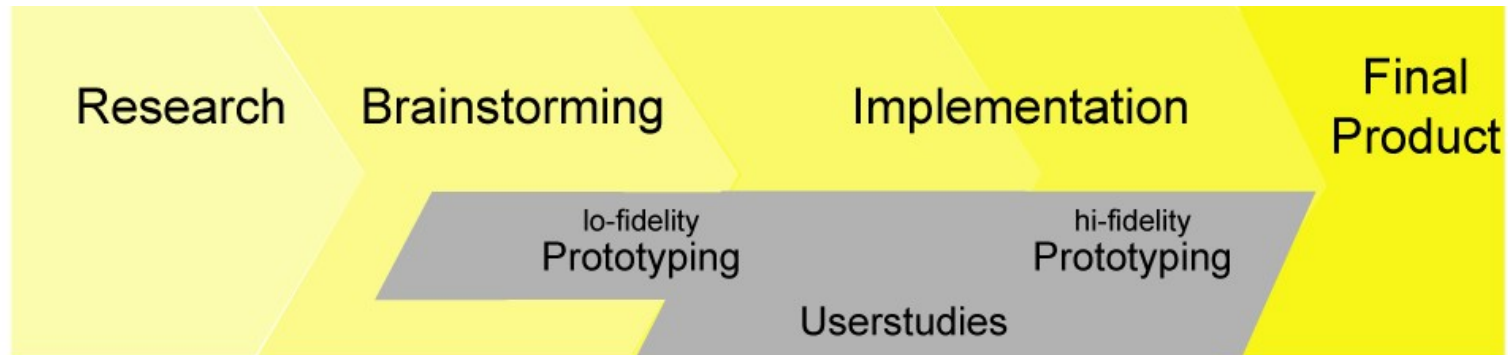 Research
Brainstorming
Implementation
Final
Product
lo-fidelity
Prototyping
hi-fidelity
Prototyping
Userstudies